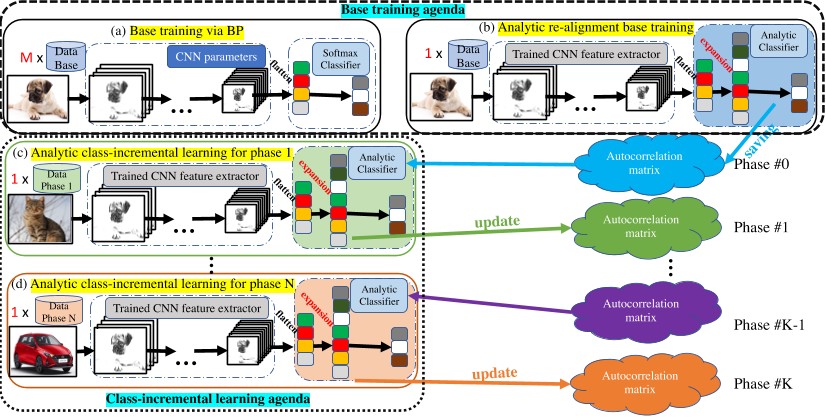 Base training agenda
(a) Base training via BP
M x
Data
Base
CNN parameters
flatten
Softmax
Classifier
(b) Analytic re-alignment base training
1 x
Data
Base
Trained CNN feature extractor
flatten
expansion
Analytic
Classifier
saving
(c) Analytic class-incremental learning for phase 1
1 x
Data
Phase 1
Trained CNN feature extractor
flatten
expansion
Analytic
Classifier
Autocorrelation
matrix
Phase #0
update
Autocorrelation
matrix
Phase #1
(d) Analytic class-incremental learning for phase N
1 x
Data
Phase N
Trained CNN feature extractor
flatten
expansion
Analytic
Classifier
Autocorrelation
matrix
Phase #K-1
update
Autocorrelation
matrix
Phase #K
Class-incremental learning agenda